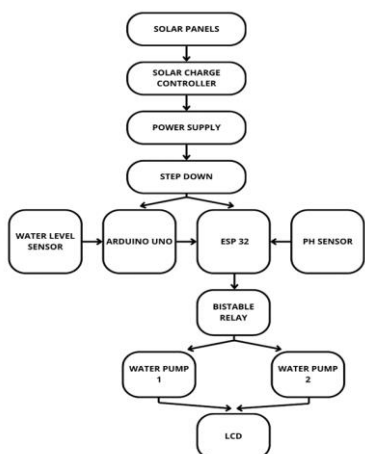 SOLAR PANELS
SOLAR CHARGE
CONTROLLER
POWER SUPPLY
STEP DOWN
WATER LEVEL
SENSOR
ARDUINO UNO
ESP 32
PH SENSOR
BISTABLE
RELAY
WATER PUMP
1
WATER PUMP
2
LCD